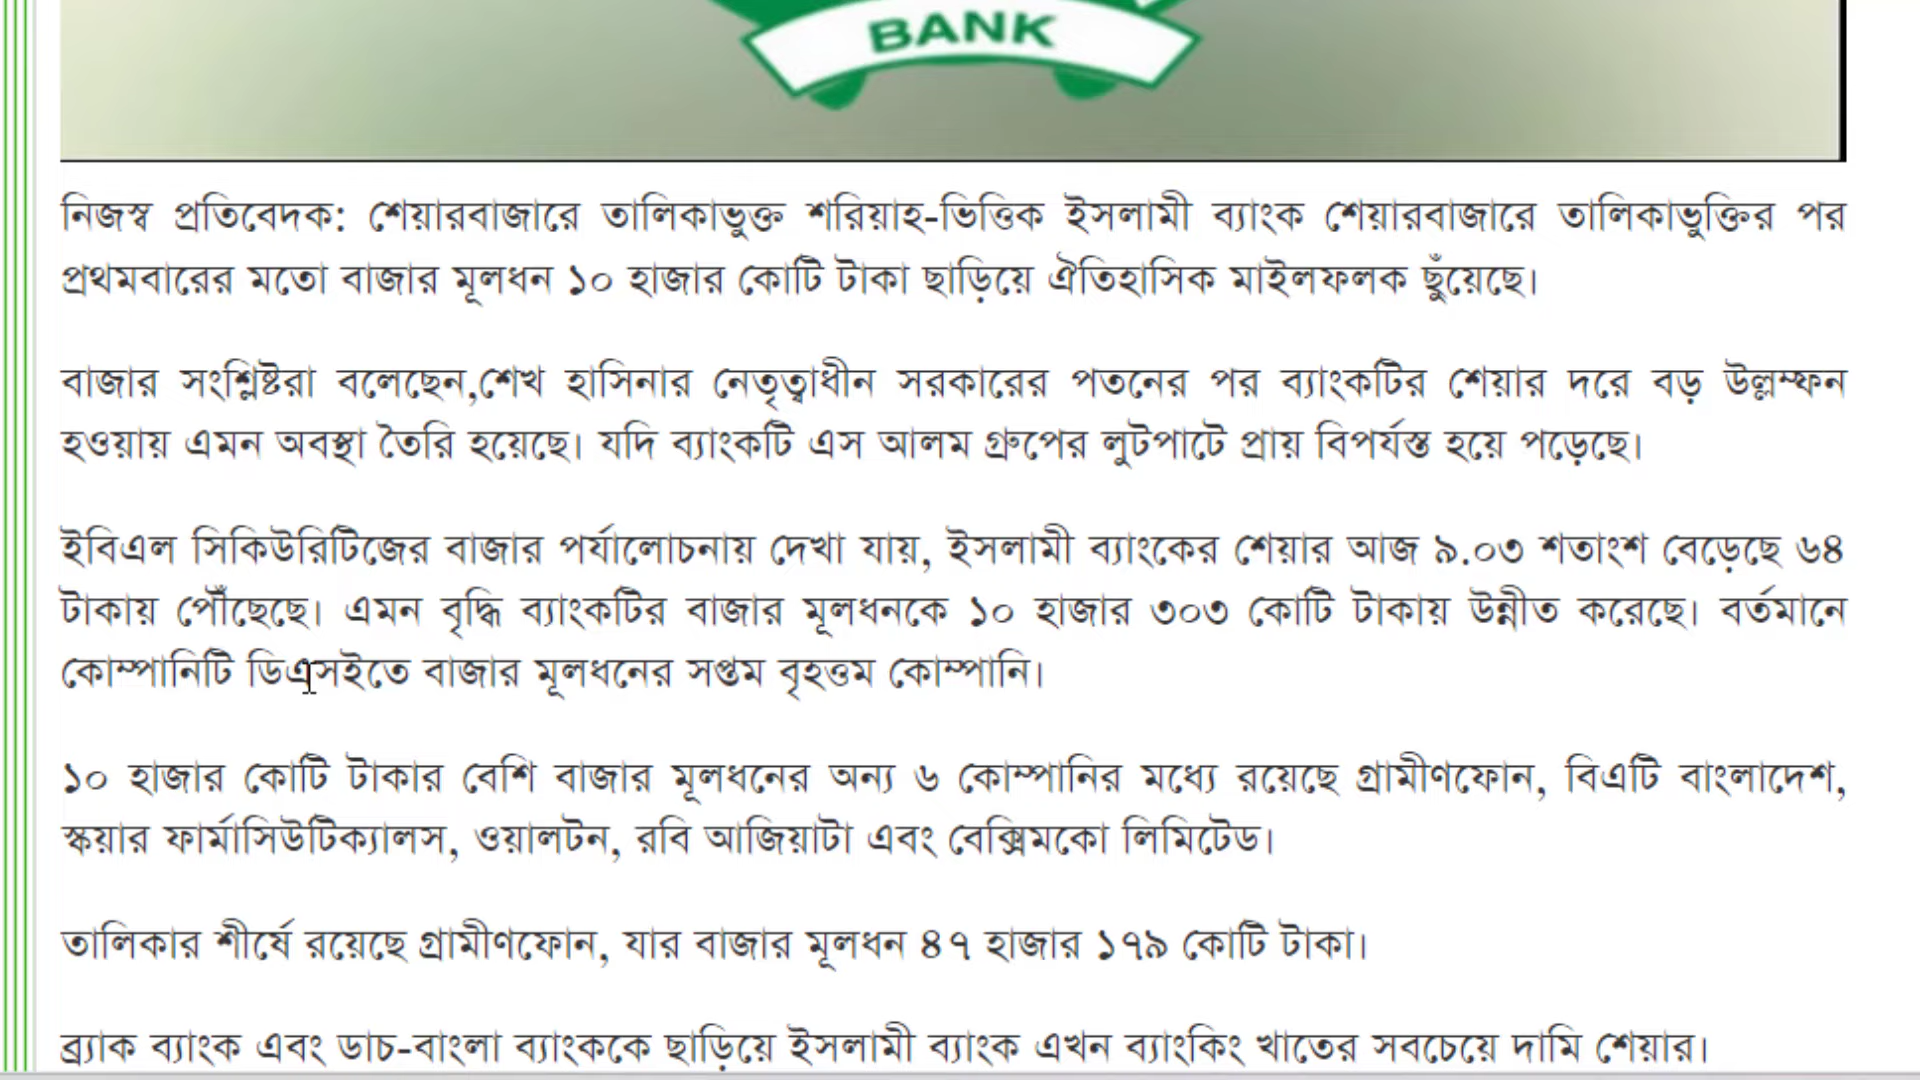 BANK
নিজস্ব প্রতিবেদক: শেয়ারবাজারে তালিকাভুক্ত শরিয়াহ-ভিত্তিক ইসলামী ব্যাংক শেয়ারবাজারে তালিকাভুক্তির পর
প্রথমবারের মতো বাজার মূলধন ১০ হাজার কোটি টাকা ছাড়িয়ে ঐতিহাসিক মাইলফলক ছুঁয়েছে।
বাজার সংশ্লিষ্টরা বলেছেন,শেখ হাসিনার নেতৃত্বাধীন সরকারের পতনের পর ব্যাংকটির শেয়ার দরে বড় উল্লম্ফন
হওয়ায় এমন অবস্থা তৈরি হয়েছে। যদি ব্যাংকটি এস আলম গ্রুপের লুটপাটে প্রায় বিপর্যস্ত হয়ে পড়েছে।
ইবিএল সিকিউরিটিজের বাজার পর্যালোচনায় দেখা যায়, ইসলামী ব্যাংকের শেয়ার আজ ৯.০৩ শতাংশ বেড়েছে ৬৪
টাকায় পৌঁছেছে। এমন বৃদ্ধি ব্যাংকটির বাজার মূলধনকে ১০ হাজার ৩০৩ কোটি টাকায় উন্নীত করেছে। বর্তমানে
কোম্পানিটি ডিএসইতে বাজার মূলধনের সপ্তম বৃহত্তম কোম্পানি।
১০ হাজার কোটি টাকার বেশি বাজার মূলধনের অন্য ৬ কোম্পানির মধ্যে রয়েছে গ্রামীণফোন, বিএটি বাংলাদেশ,
স্কয়ার ফার্মাসিউটিক্যালস, ওয়ালটন, রবি আজিয়াটা এবং বেক্সিমকো লিমিটেড।
তালিকার শীর্ষে রয়েছে গ্রামীণফোন, যার বাজার মূলধন ৪৭ হাজার ১৭৯ কোটি টাকা।
ব্র্যাক ব্যাংক এবং ডাচ-বাংলা ব্যাংককে ছাড়িয়ে ইসলামী ব্যাংক এখন ব্যাংকিং খাতের সবচেয়ে দামি শেয়ার।